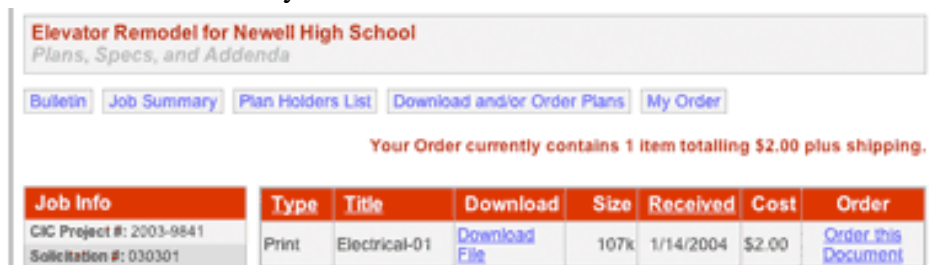 Elevator Remodel for Newell High School
Plans, Specs, and Addenda
Bulletin Job Summary Plan Holders List Download and/or Order Plans My Order
Your Order currently contains 1 item totalling $2.00 plus shipping.
Job Info
CIC Project #: 2003-9841
Solicitation #: 030301
Type Title Download Size Received Cost Order
Print Electrical-01 Download File 107k 1/14/2004 $2.00 Order this Document